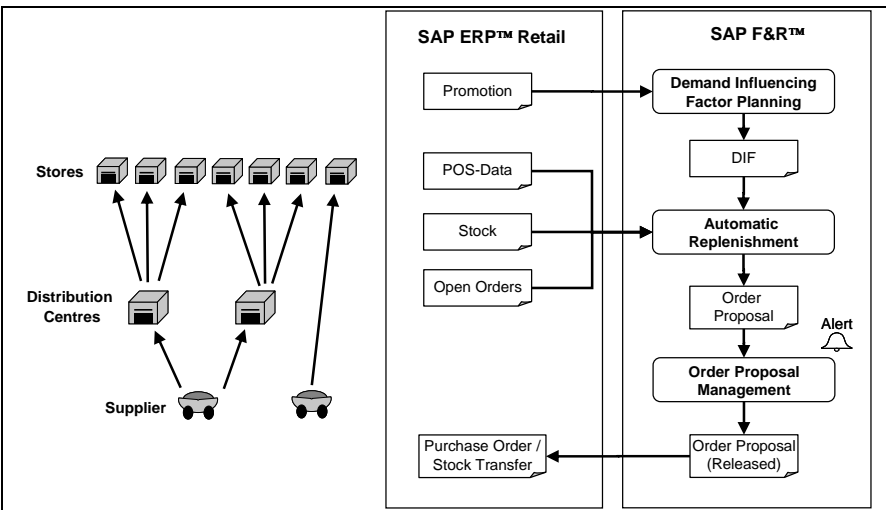 SAP ERP™ Retail
SAP F&R™
Promotion
Demand Influencing
Factor Planning
DIF
Stores
POS-Data
Stock
Automatic
Replenishment
Open Orders
Distribution
Centres
Order
Proposal
Alert
Order Proposal
Management
Supplier
Purchase Order /
Stock Transfer
Order Proposal
(Released)